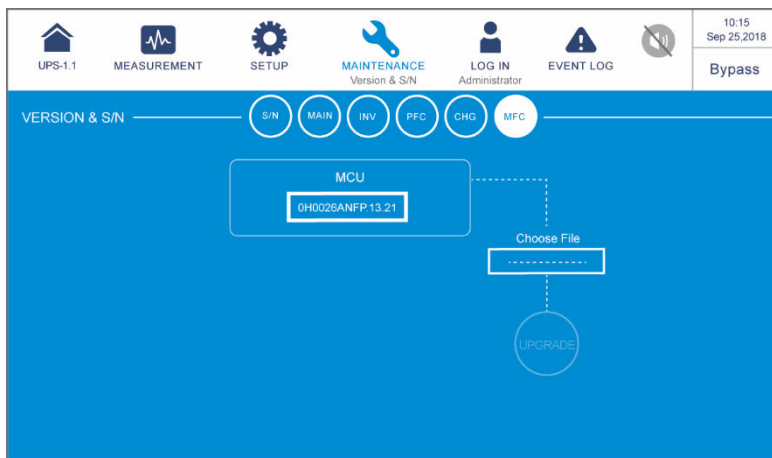 10:15
Sep 25,2018
UPS-1.1
MEASUREMENT
SETUP
MAINTENANCE
Version & S/N
LOG IN
Administrator
EVENT LOG
Bypass
VERSION & S/N
S/N
MAIN
INV
PFC
CHG
MFC
MCU
0H0026ANFP.13.21
Choose File
UPGRADE